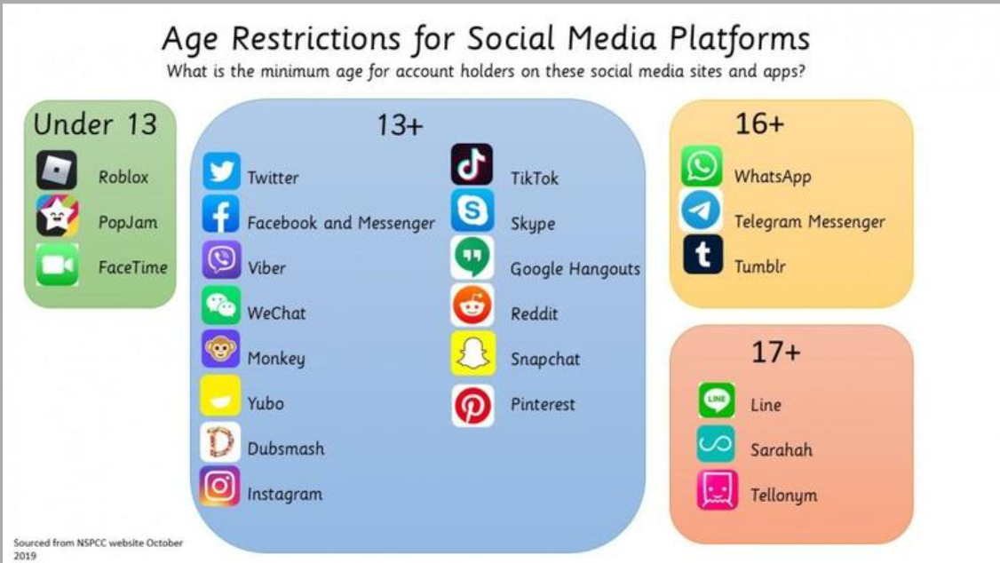 Age Restrictions for Social Media Platforms
What is the minimum age for account holders on these social media sites and apps?
Under 13
Roblox
PopJam
FaceTime
13+
Twitter
Facebook and Messenger
Viber
WeChat
Monkey
Yubo
Dubsmash
Instagram
TikTok
Skype
Google Hangouts
Reddit
Snapchat
Pinterest
16+
WhatsApp
Telegram Messenger
Tumblr
17+
LINE
Line
Sarahah
Tellonym
Sourced from NSPCC website October
2019